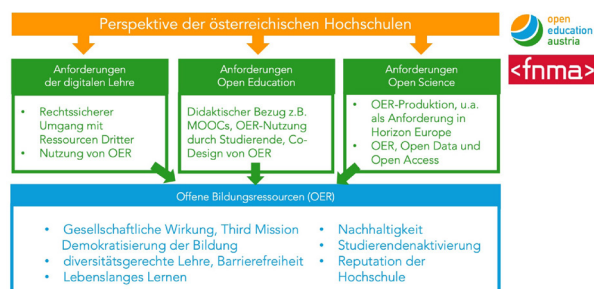 Perspektive der österreichischen Hochschulen
open
education
austria
<fnma>
Anforderungen
der digitalen Lehre
• Rechtssicherer
Umgang mit
Ressourcen Dritter
• Nutzung von OER
Anforderungen
Open Education
Didaktischer Bezug z.B.
MOOCs, OER-Nutzung
durch Studierende, Co-
Design von OER
Anforderungen
Open Science
• OER-Produktion, u.a.
als Anforderung in
Horizon Europe
• OER, Open Data und
Open Access
Offene Bildungsressourcen (OER)
• Gesellschaftliche Wirkung, Third Mission
Demokratisierung der Bildung
• diversitätsgerechte Lehre, Barrierefreiheit
• Lebenslanges Lernen
• Nachhaltigkeit
• Studierendenaktivierung
• Reputation der
Hochschule